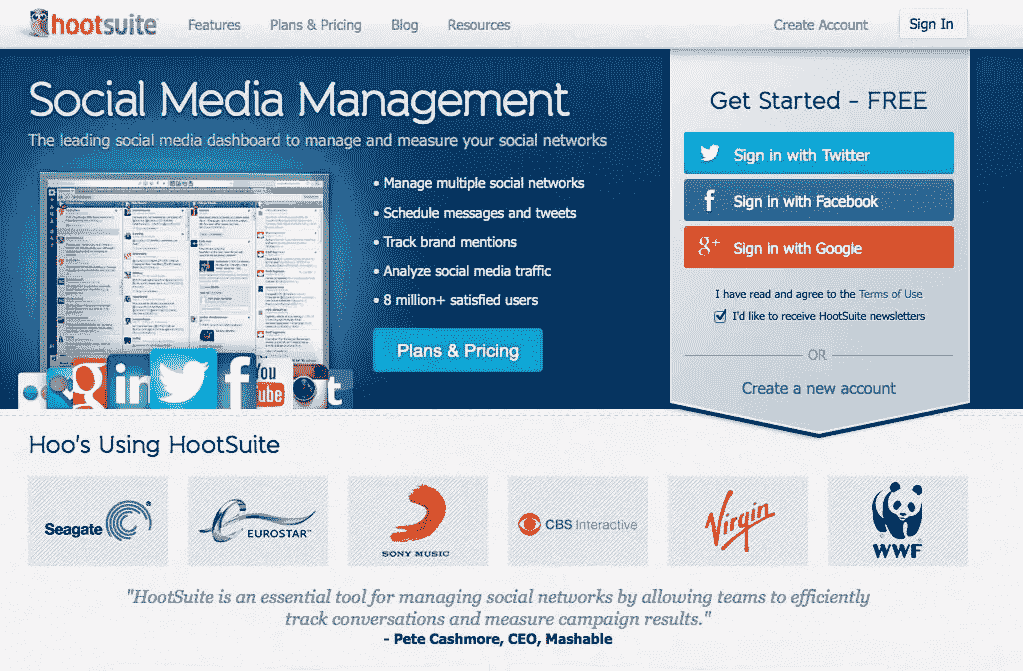 hootsuite
Features
Plans & Pricing
Blog
Resources
Create Account
Sign In
Social Media Management
The leading social media dashboard to manage and measure your social networks
• Manage multiple social networks
• Schedule messages and tweets
• Track brand mentions
• Analyze social media traffic
• 8 million+ satisfied users
Plans & Pricing
You
Tube
Get Started - FREE
Sign in with Twitter
Sign in with Facebook
Sign in with Google
I have read and agree to the Terms of Use
I'd like to receive HootSuite newsletters
OR
Create a new account
Hoo's Using HootSuite
Seagate
EUROSTAR™
SONY MUSIC
CBS Interactive
Virgin
WWF
"HootSuite is an essential tool for managing social networks by allowing teams to efficiently
track conversations and measure campaign results."
- Pete Cashmore, CEO, Mashable